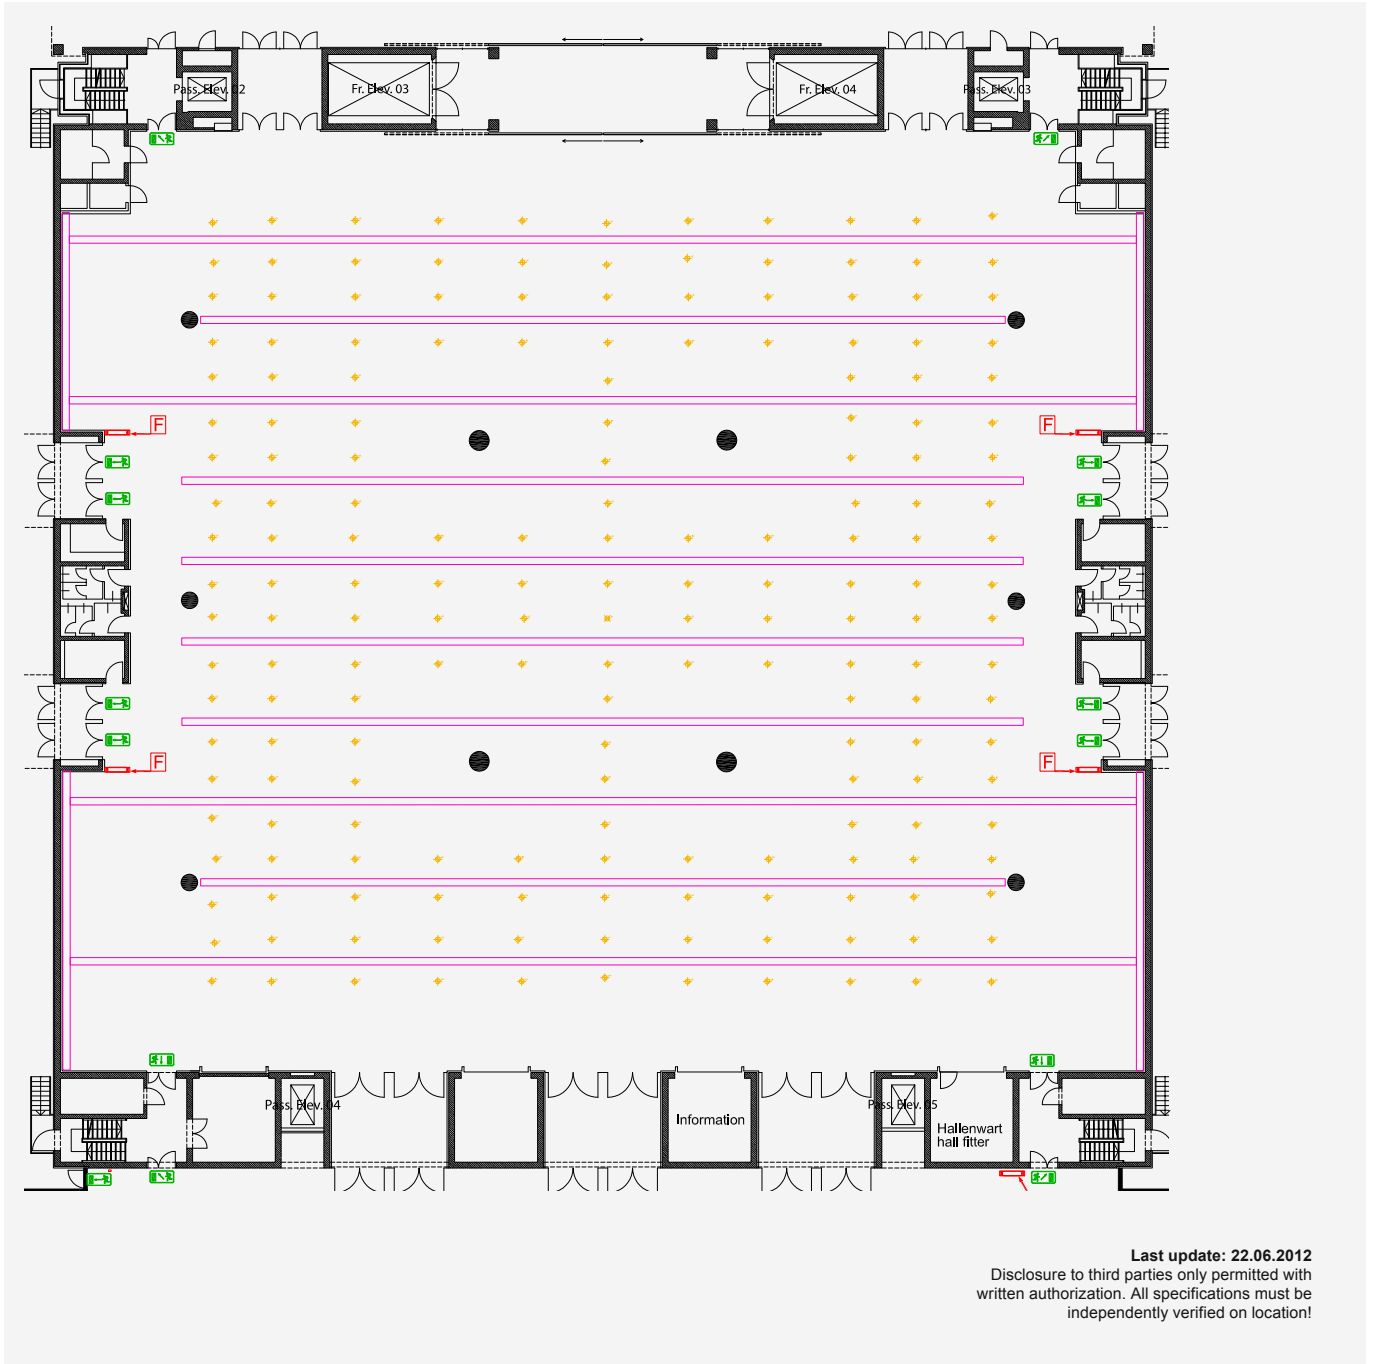 Pass. Elev. 02
Fr. Elev. 03
Fr. Elev. 04
Pass. Elev. 03
F
F
F
F
Pass. Elev. 04
Information
Pass. Elev. 05
Hallenwart
hall fitter
Last update: 22.06.2012
Disclosure to third parties only permitted with
written authorization. All specifications must be
independently verified on location!